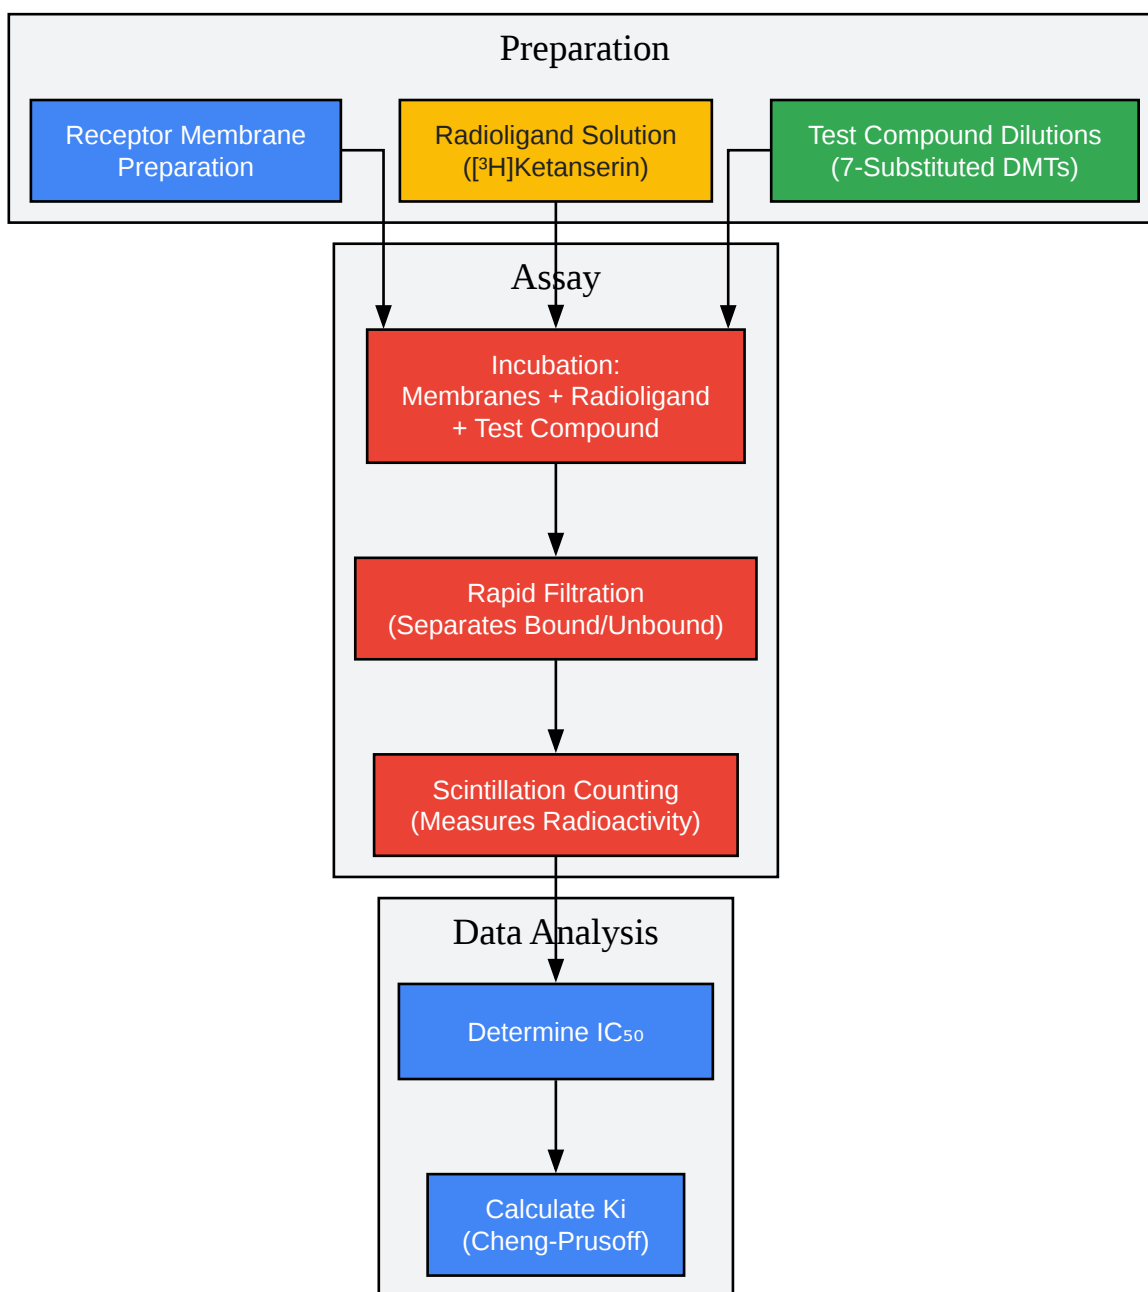 Preparation
Receptor Membrane
Preparation
Radioligand Solution
([³H]Ketanserin)
Test Compound Dilutions
(7-Substituted DMTs)
Assay
Incubation:
Membranes + Radioligand
+ Test Compound
Rapid Filtration
(Separates Bound/Unbound)
Scintillation Counting
(Measures Radioactivity)
Data Analysis
Determine IC₅₀
Calculate Ki
(Cheng-Prusoff)